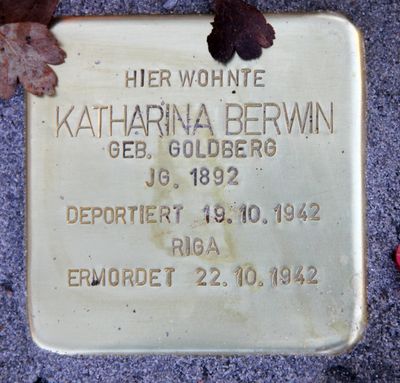 HIER WOHNTE
KATHARINA BERWIN
GEB. GOLDBERG
JG. 1892
DEPORTIERT 19.10.1942
RIGA
ERMORDET 22.10.1942